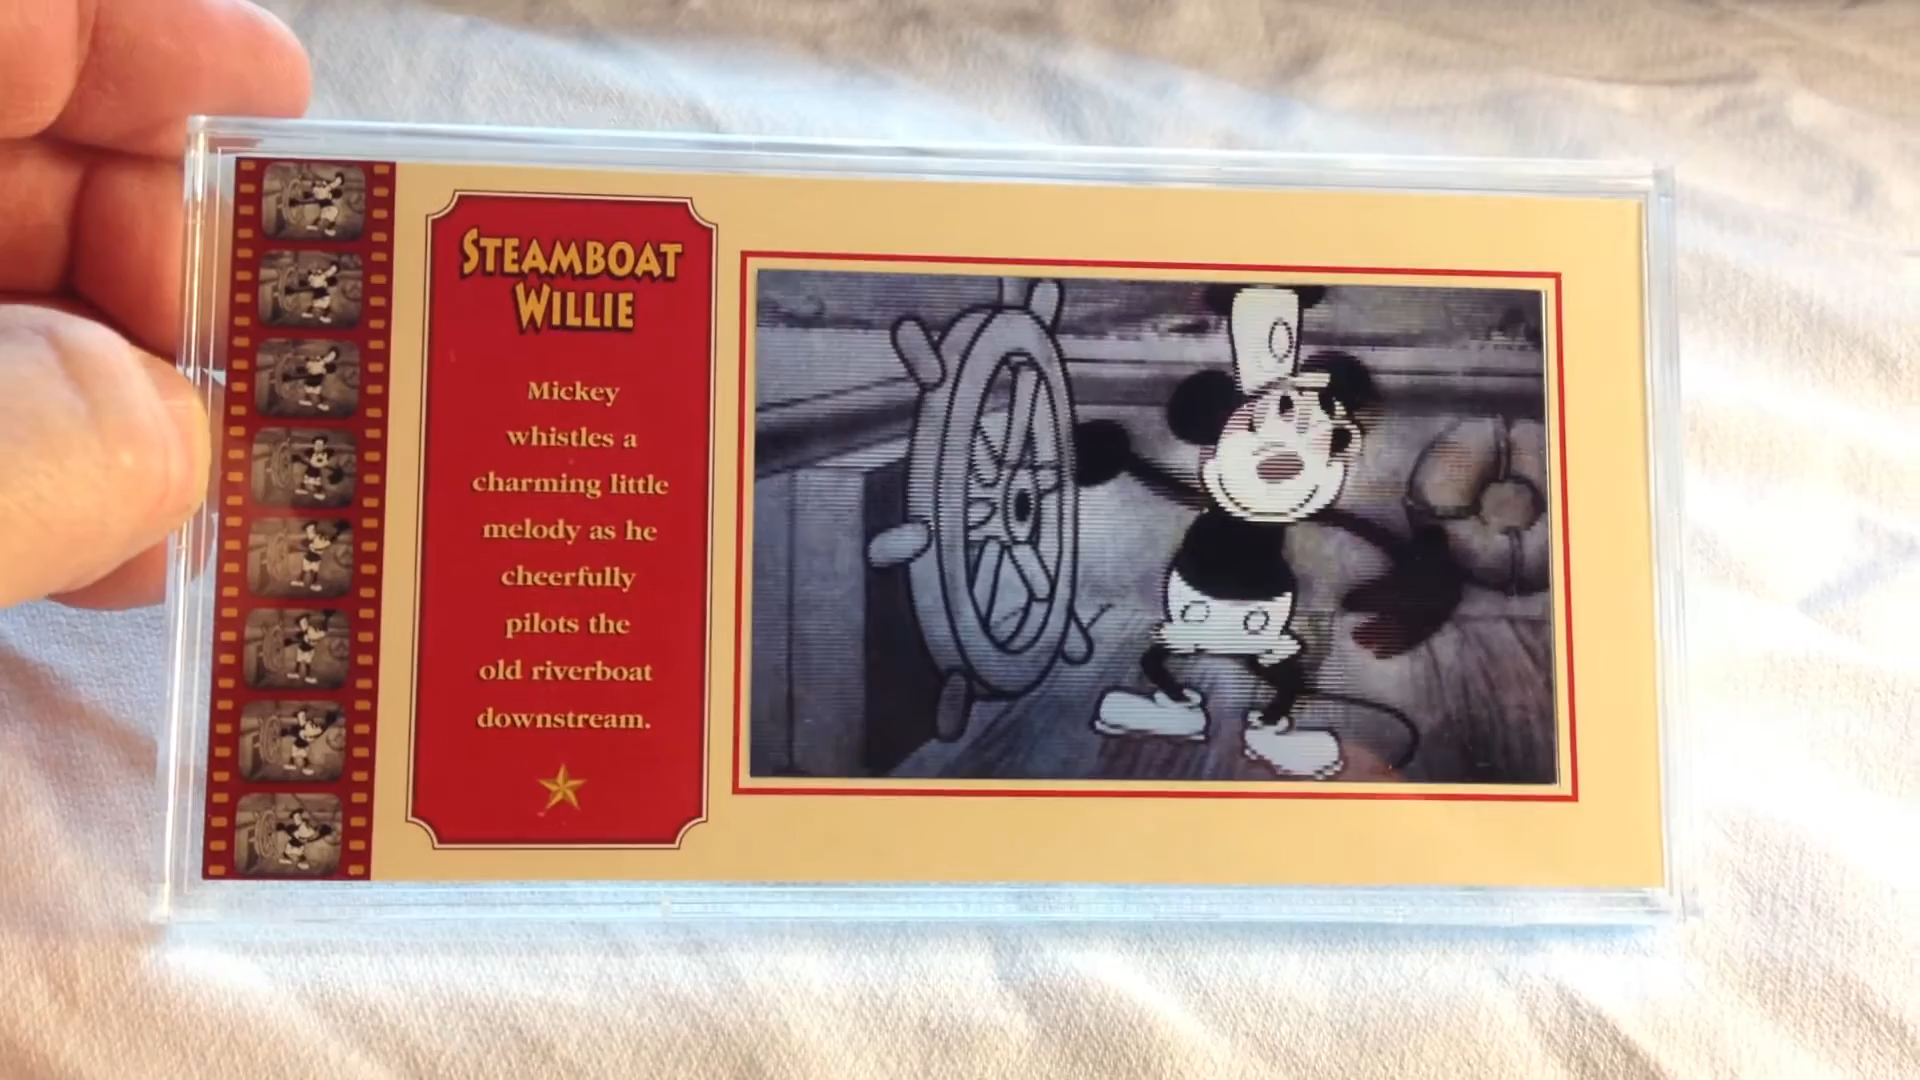 STEAMBOAT
WILLIE
Mickey
whistles a
charming little
melody as he
cheerfully
pilots the
old riverboat
downstream.